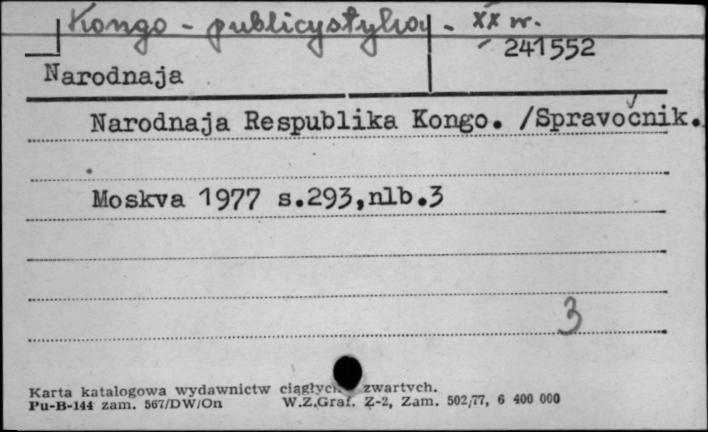 Kongo - publicystyka - XX w.
241552
Narodnaja
Narodnaja Respublika Kongo. /Spravočnik.
Moskva 1977 s.293,nlb.3
3
Karta katalogowa wydawnictw zwartych.
Pu-B-144 zam. 567/DW/On W.Z.Graf. Z-2, Zam. 502/77, 6 400 000